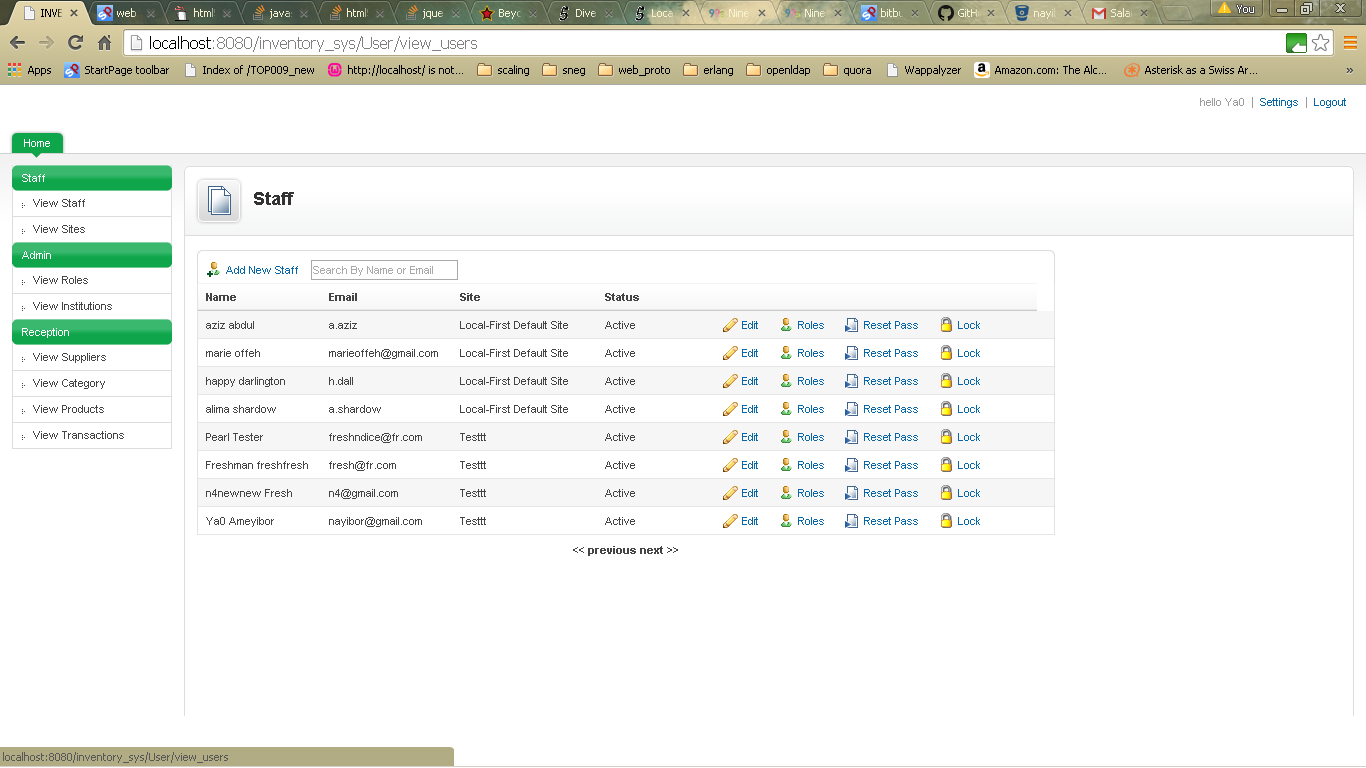 INVE web html java html jque Beyo Dive Loca Nine Nine bitbu GitH nayil Sala You
localhost:8080/inventory_sys/User/view_users
Apps StartPage toolbar Index of /TOP009_new http://localhost/ is not... scaling sneg web_proto erlang openldap quora Wappalyzer Amazon.com: The Alc... Asterisk as a Swiss Ar... »
hello Ya0 | Settings | Logout
Home
Staff
View Staff
View Sites
Admin
View Roles
View Institutions
Reception
View Suppliers
View Category
View Products
View Transactions
Staff
Add New Staff Search By Name or Email
Name Email Site Status
aziz abdul a.aziz Local-First Default Site Active Edit Roles Reset Pass Lock
marie offeh marieoffeh@gmail.com Local-First Default Site Active Edit Roles Reset Pass Lock
happy darlington h.dall Local-First Default Site Active Edit Roles Reset Pass Lock
alima shardow a.shardow Local-First Default Site Active Edit Roles Reset Pass Lock
Pearl Tester freshndice@fr.com Testtt Active Edit Roles Reset Pass Lock
Freshman freshfresh fresh@fr.com Testtt Active Edit Roles Reset Pass Lock
n4newnew Fresh n4@gmail.com Testtt Active Edit Roles Reset Pass Lock
Ya0 Ameyibor nayibor@gmail.com Testtt Active Edit Roles Reset Pass Lock
<< previous next >>
localhost:8080/inventory_sys/User/view_users